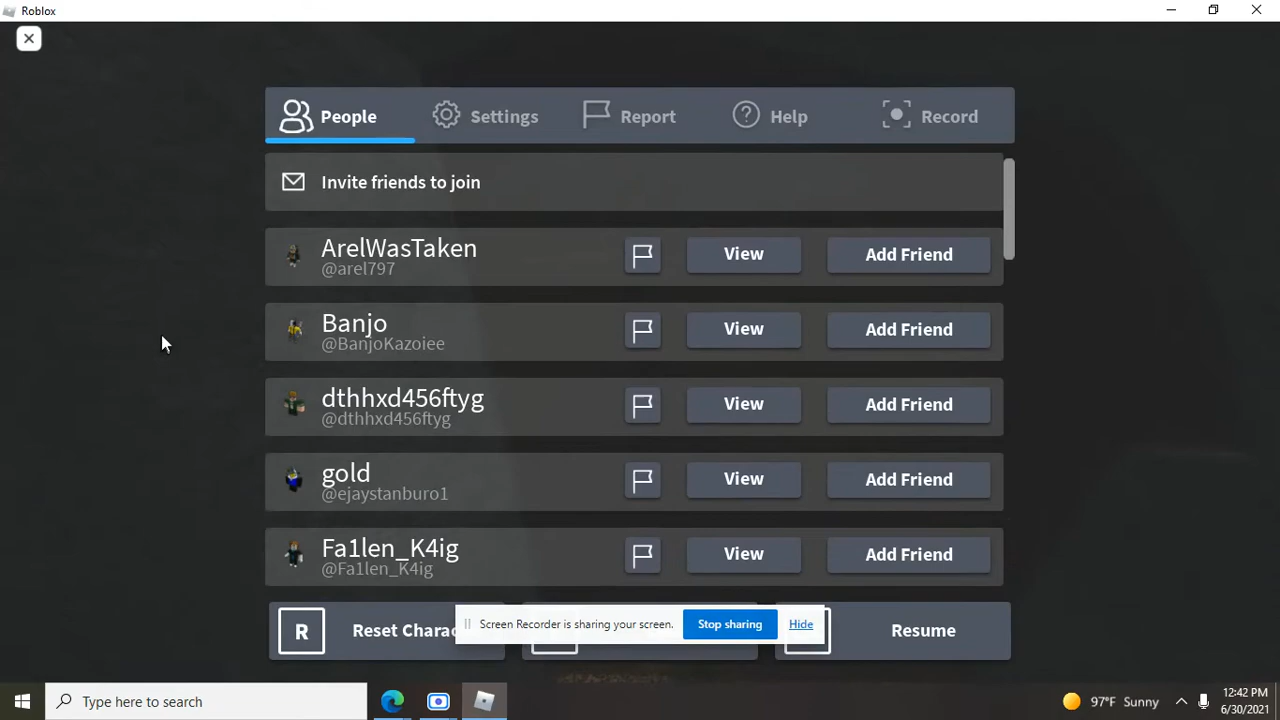 Roblox
People
Settings
Report
Help
Record
Invite friends to join
ArelWasTaken
@arel797
View
Add Friend
Banjo
@BanjoKazoiee
View
Add Friend
dthhxd456ftyg
@dthhxd456ftyg
View
Add Friend
gold
@ejaystanburo1
View
Add Friend
Fa1len_K4ig
@Fa1len_K4ig
View
Add Friend
R
Reset Charac
Screen Recorder is sharing your screen.
Stop sharing
Hide
Resume
Type here to search
97°F Sunny
12:42 PM
6/30/2021